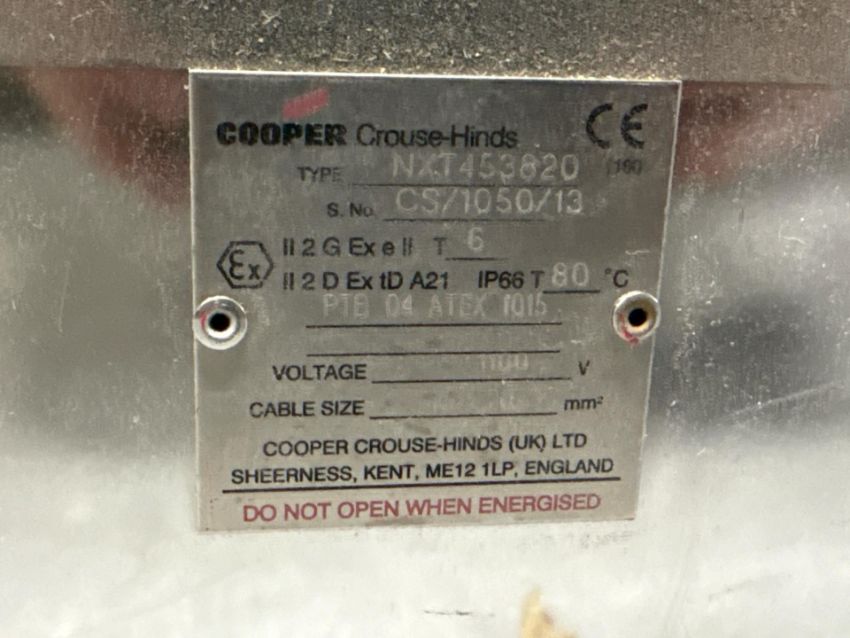 COOPER Crouse-Hinds CE
TYPE NXT453820
S. No. CS/1050/13
Ex II 2 G Ex e II T 6
II 2 D Ex tD A21 IP66 T 80 °C
PTB 04 ATEX 1015
VOLTAGE 1100 V
CABLE SIZE mm²
COOPER CROUSE-HINDS (UK) LTD
SHEERNESS, KENT, ME12 1LP, ENGLAND
DO NOT OPEN WHEN ENERGISED